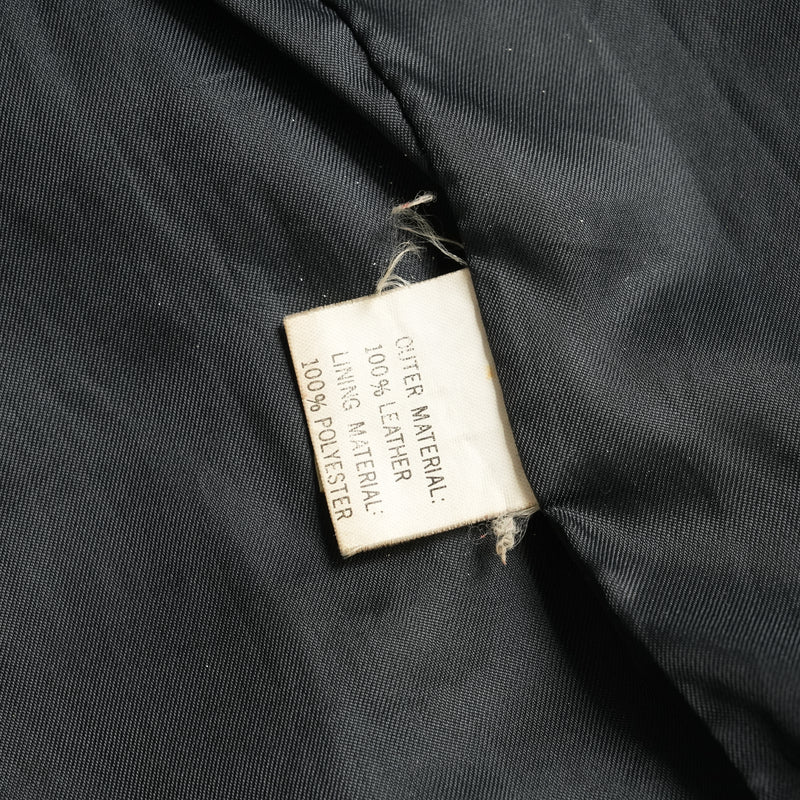 OUTER MATERIAL:
100% LEATHER
LINING MATERIAL:
100% POLYESTER